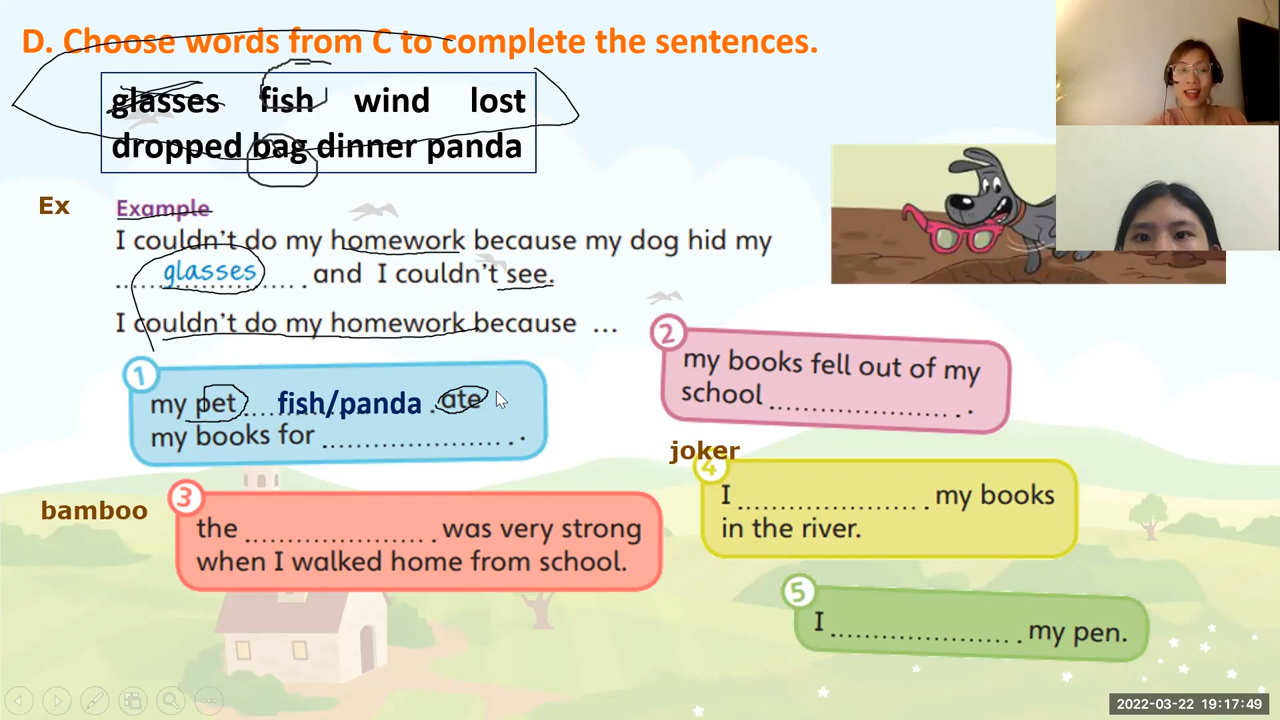 D. Choose words from C to complete the sentences.
glasses fish wind lost
dropped bag dinner panda
Ex
Example
I couldn't do my homework because my dog hid my
glasses and I couldn't see.
I couldn't do my homework because ...
1
my pet fish/panda ate
my books for .
2
my books fell out of my
school .
joker
bamboo
3
the was very strong
when I walked home from school.
4
I my books
in the river.
5
I my pen.
2022-03-22 19:17:49